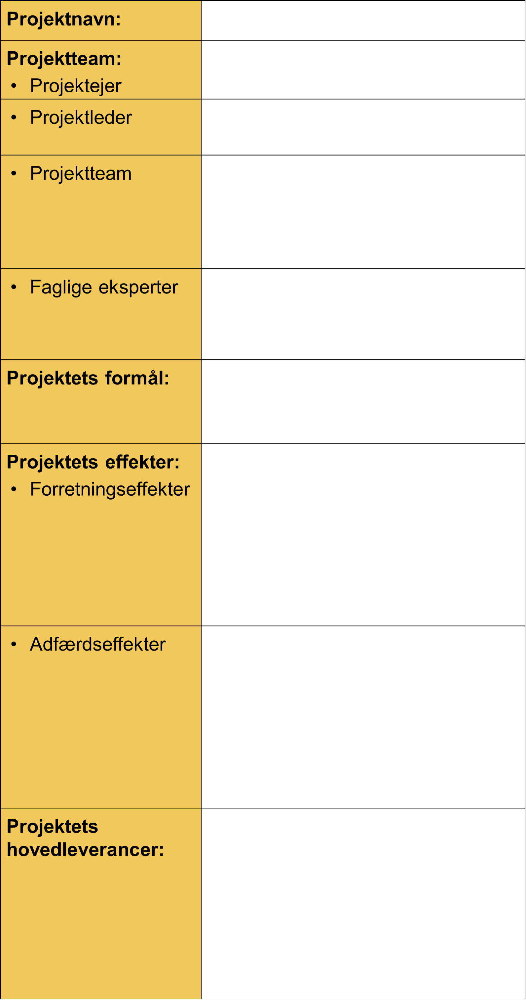 Projektnavn:
Projektteam:
• Projektejer
• Projektleder
• Projektteam
• Faglige eksperter
Projektets formål:
Projektets effekter:
• Forretningseffekter
• Adfærdseffekter
Projektets
hovedleverancer: